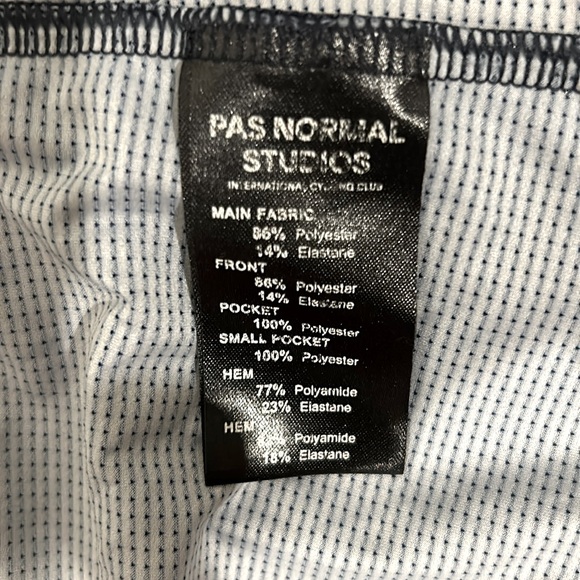 PAS NORMAL
STUDIOS
INTERNATIONAL CYCLING CLUB
MAIN FABRIC
86% Polyester
14% Elastane
FRONT
86% Polyester
14% Elastane
POCKET
100% Polyester
SMALL POCKET
100% Polyester
HEM
77% Polyamide
23% Elastane
HEM
Polyamide
18% Elastane